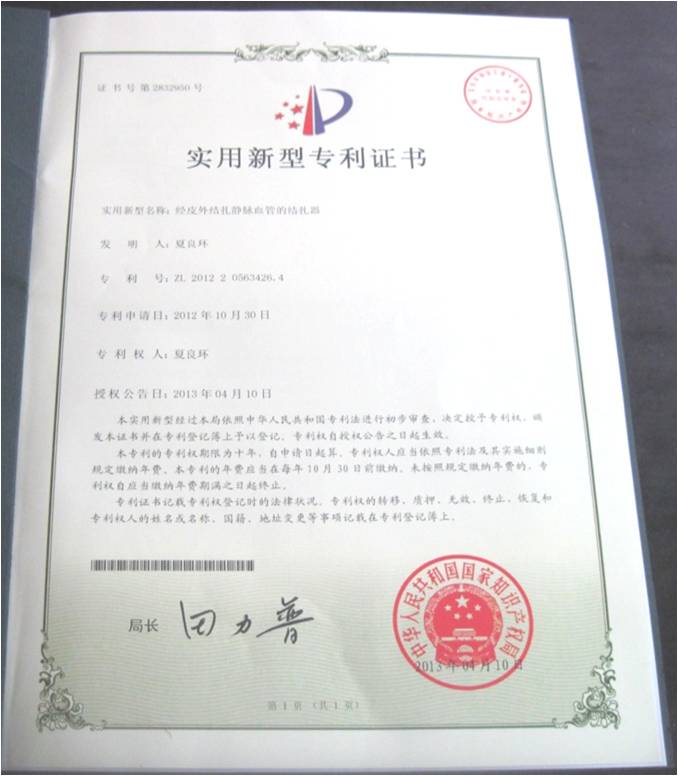 证书号第2832950号
实用新型专利证书
实用新型名称：经皮外结扎静脉血管的结扎器
发明人：夏良环
专利号：ZL 2012 2 0563426.4
专利申请日：2012年10月30日
专利权人：夏良环
授权公告日：2013年04月10日
本实用新型经过本局依照中华人民共和国专利法进行初步审查，决定授予专利权，颁
发本证书并在专利登记簿上予以登记。专利权自授权公告之日起生效。
本专利的专利权期限为十年，自申请日起算。专利权人应当依照专利法及其实施细则
规定缴纳年费。本专利的年费应当在每年10月30日前缴纳。未按照规定缴纳年费的，专
利权自应当缴纳年费期满之日起终止。
专利证书记载专利权登记时的法律状况。专利权的转移、质押、无效、终止、恢复和
专利权人的姓名或名称、国籍、地址变更等事项记载在专利登记簿上。
局长
田力普
中华人民共和国国家知识产权局
2013年04月10日
第1页（共1页）